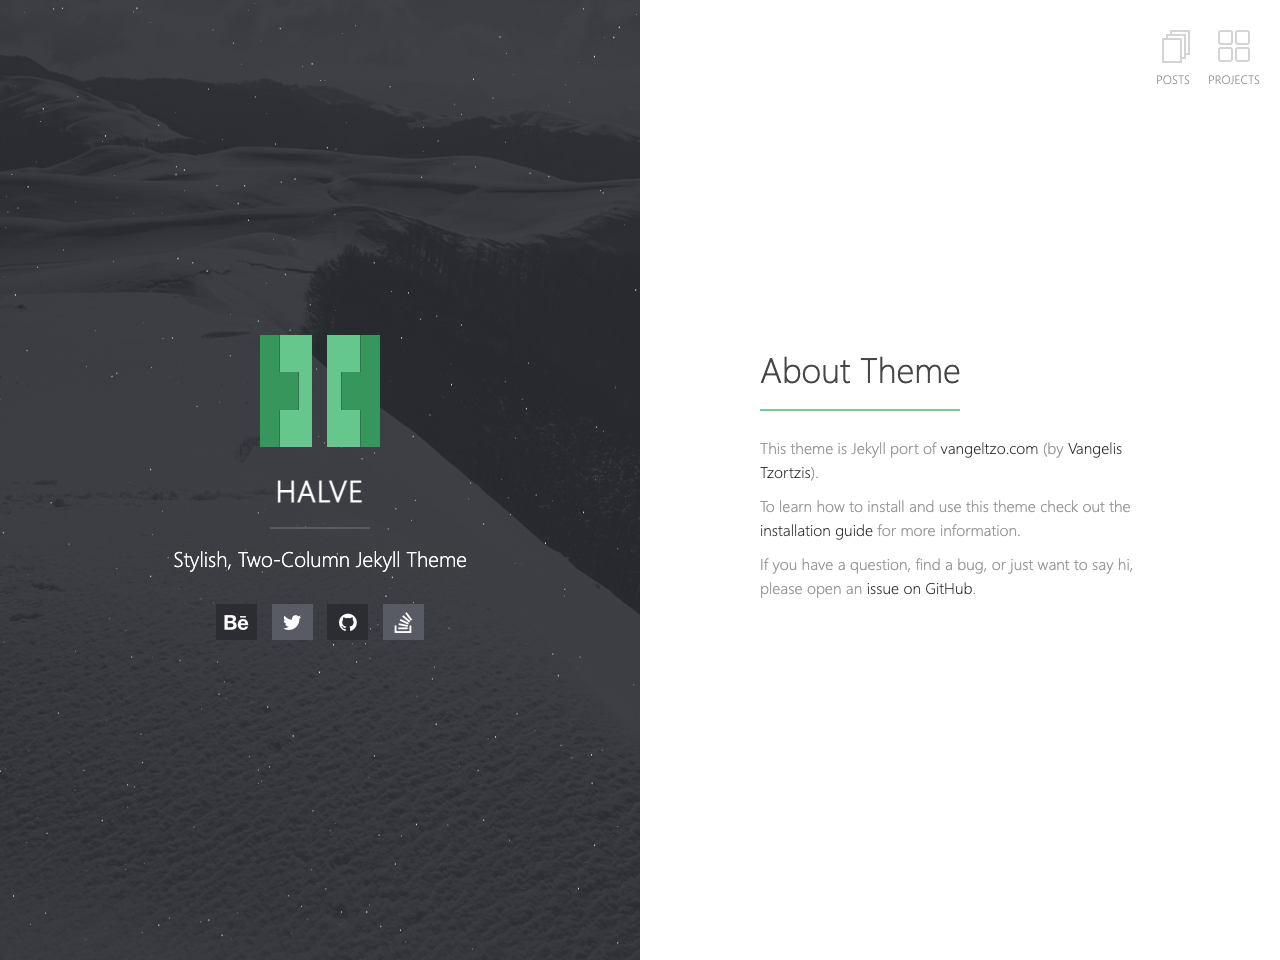 HALVE
Stylish, Two-Column Jekyll Theme
Bē
POSTS
PROJECTS
About Theme
This theme is Jekyll port of vangeltzo.com (by Vangelis
Tzortzis).
To learn how to install and use this theme check out the
installation guide for more information.
If you have a question, find a bug, or just want to say hi,
please open an issue on GitHub.